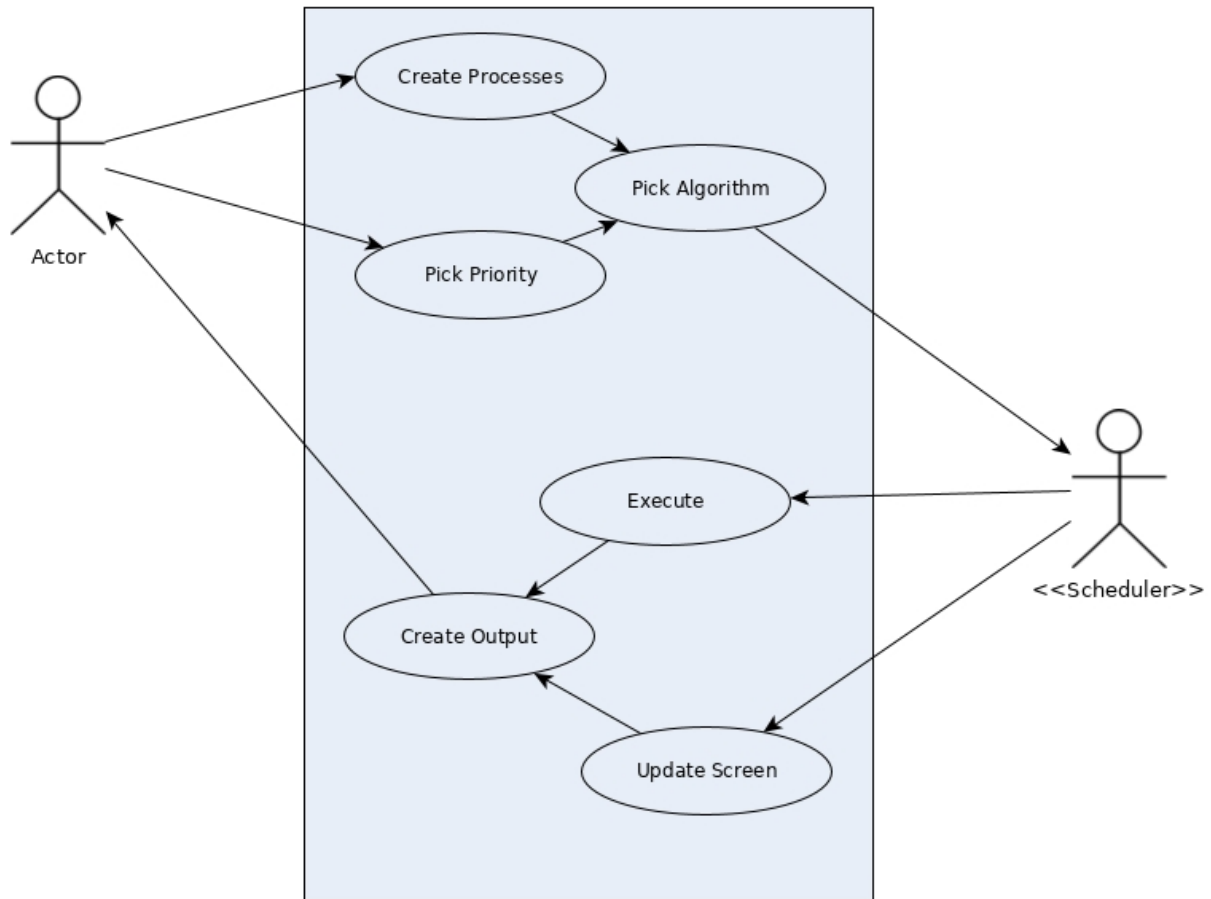 Create Processes
Pick Algorithm
Actor
Pick Priority
Execute
<<Scheduler>>
Create Output
Update Screen